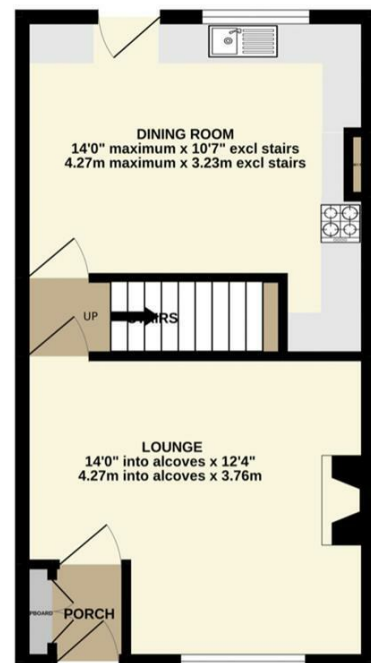 DINING ROOM
14'0" maximum x 10'7" excl stairs
4.27m maximum x 3.23m excl stairs
UP
STAIRS
LOUNGE
14'0" into alcoves x 12'4"
4.27m into alcoves x 3.76m
PORCH